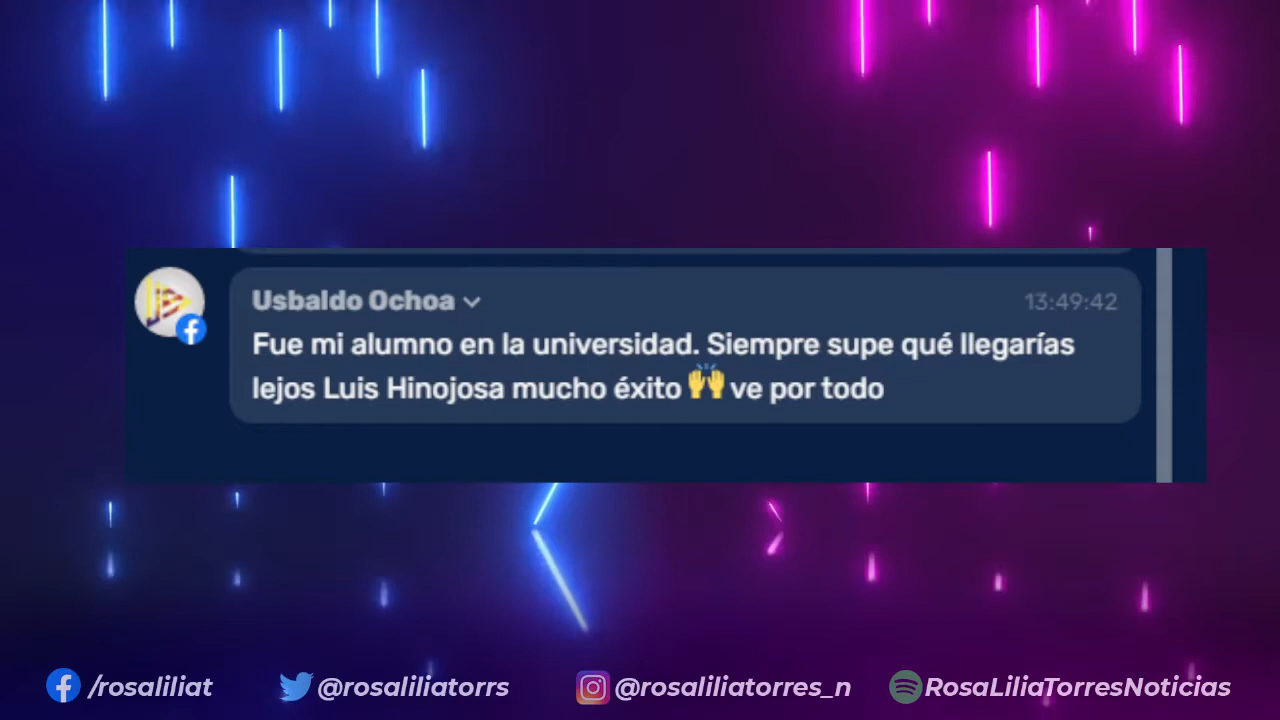 Usbaldo Ochoa
13:49:42
Fue mi alumno en la universidad. Siempre supe qué llegarías
lejos Luis Hinojosa mucho éxito 🙌 ve por todo
/rosaliliat
@rosaliliatorrs
@rosaliliatorres_n
RosaLiliaTorresNoticias